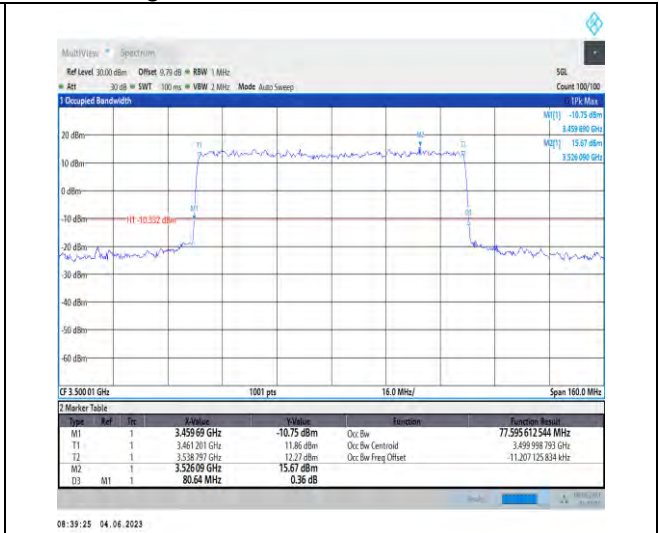 MultiView Spectrum
Ref Level 30.00 dBm Offset 9.79 dB RBW 1 MHz SGL
Att 30 dB SWT 100 ms VBW 2 MHz Mode Auto Sweep Count 100/100
1 Occupied Bandwidth 1Pk Max
M1[1] -10.75 dBm
3.459 690 GHz
M2[1] 15.67 dBm
3.526 090 GHz
20 dBm
T1 M2 T2
10 dBm
0 dBm
M1
-10 dBm H1 -10.332 dBm D3
-20 dBm
-30 dBm
-40 dBm
-50 dBm
-60 dBm
CF 3.500 01 GHz 1001 pts 16.0 MHz/ Span 160.0 MHz
2 Marker Table
Type Ref Trc X-Value Y-Value Function Function Result
M1 1 3.459 69 GHz -10.75 dBm Occ Bw 77.595 612 544 MHz
T1 1 3.461 201 GHz 11.86 dBm Occ Bw Centroid 3.499 998 793 GHz
T2 1 3.538 797 GHz 12.27 dBm Occ Bw Freq Offset -11.207 125 834 kHz
M2 1 3.526 09 GHz 15.67 dBm
D3 M1 1 80.64 MHz 0.36 dB
08:39:25 04.06.2023